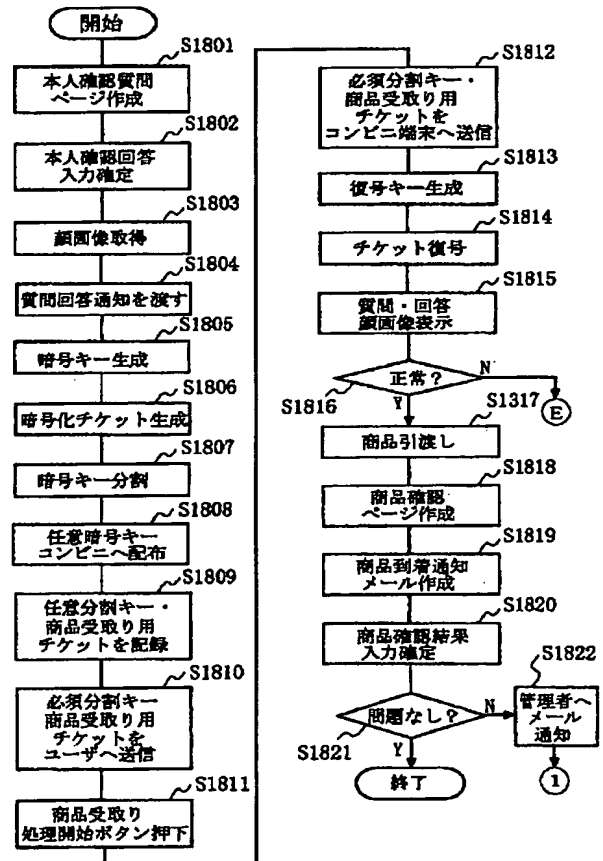 開始
S1801
本人確認質問
ページ作成
S1802
本人確認回答
入力確定
S1803
顔画像取得
S1804
質問回答通知を渡す
S1805
暗号キー生成
S1806
暗号化チケット生成
S1807
暗号キー分割
S1808
任意暗号キー
コンビニへ配布
S1809
任意分割キー・
商品受取り用
チケットを記録
S1810
必須分割キー
商品受取り用
チケットを
ユーザへ送信
S1811
商品受取り
処理開始ボタン押下
S1812
必須分割キー・
商品受取り用
チケットを
コンビニ端末へ送信
S1813
復号キー生成
S1814
チケット復号
S1815
質問・回答
顔画像表示
正常?
N
E
S1816
Y
S1317
商品引渡し
S1818
商品確認
ページ作成
S1819
商品到着通知
メール作成
S1820
商品確認結果
入力確定
S1822
問題なし?
N
管理者へ
メール
通知
S1821
Y
終了
1